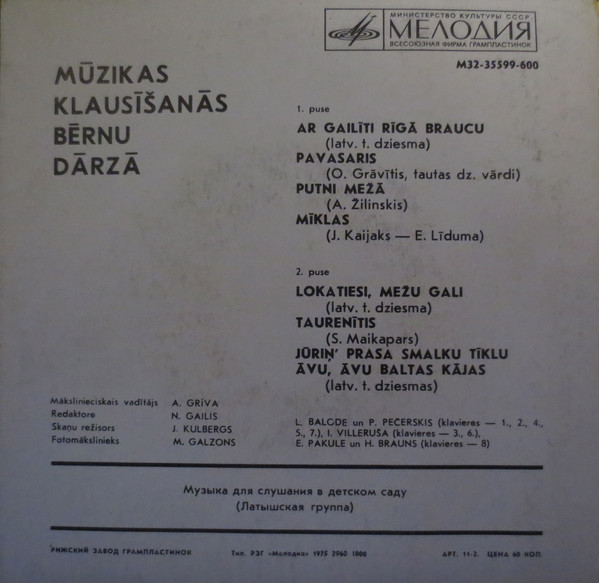 МИНИСТЕРСТВО КУЛЬТУРЫ СССР
МЕЛОДИЯ
ВСЕСОЮЗНАЯ ФИРМА ГРАМПЛАСТИНОК
М32-35599-600
MŪZIKAS
KLAUSĪŠANĀS
BĒRNU
DĀRZĀ
1. puse
AR GAILĪTI RĪGĀ BRAUCU
(latv. t. dziesma)
PAVASARIS
(O. Grāvītis, tautas dz. vārdi)
PUTNI MEŽĀ
(A. Žilinskis)
MĪKLAS
(J. Kaijaks — E. Līduma)
2. puse
LOKATIESI, MEŽU GALI
(latv. t. dziesma)
TAURENĪTIS
(S. Maikapars)
JŪRIŅ' PRASA SMALKU TĪKLU
ĀVU, ĀVU BALTAS KĀJAS
(latv. t. dziesmas)
Mākslinieciskais vadītājs A. GRĪVA
Redaktore N. GAILIS
Skaņu režisors J. KULBERGS
Fotomākslinieks M. GALZONS
L. BALODE un P. PEČERSKIS (klavieres — 1., 2., 4.,
5., 7.), I. VILLERUŠA (klavieres — 3., 6.),
E. PAKULE un H. BRAUNS (klavieres — 8)
Музыка для слушания в детском саду
(Латышская группа)
РИЖСКИЙ ЗАВОД ГРАМПЛАСТИНОК Тип. РЗГ «Мелодия» 1975 2960 1000 АРТ. 11-2. ЦЕНА 60 КОП.